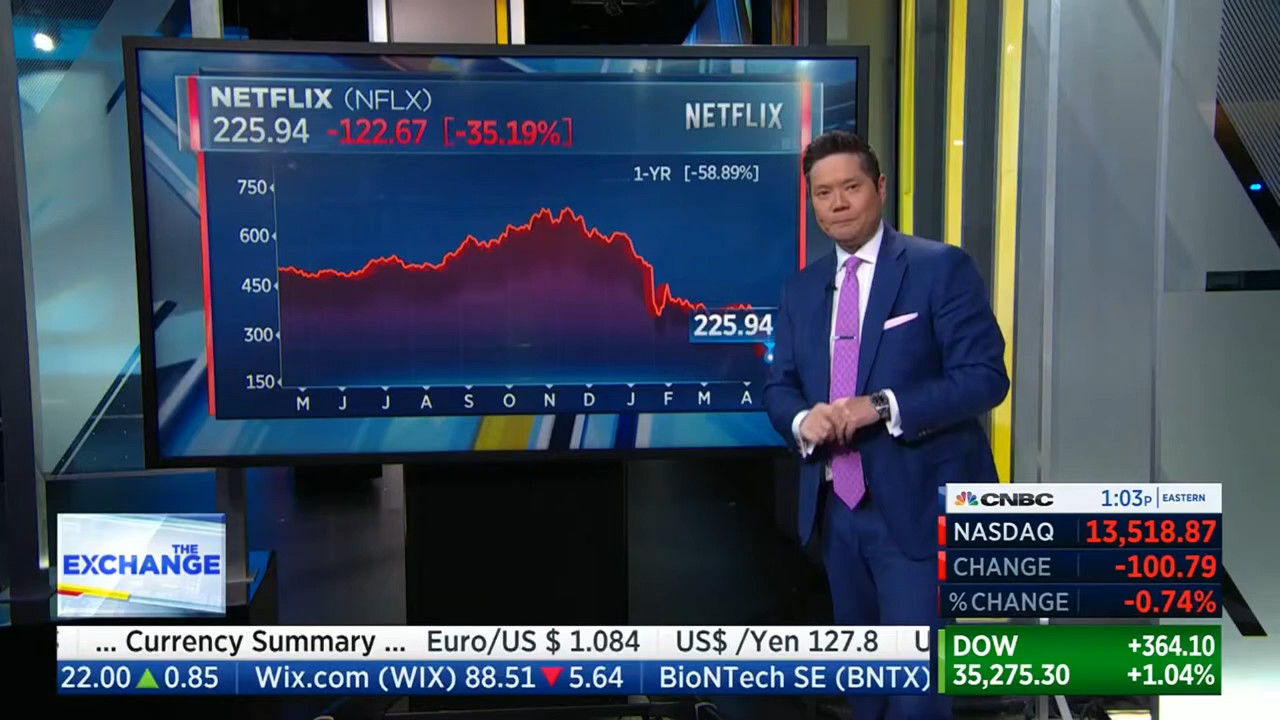 NETFLIX (NFLX)
225.94 -122.67 [-35.19%]
NETFLIX
1-YR [-58.89%]
750
600
450
300
150
225.94
M J J A S O N D J F M A
THE
EXCHANGE
CNBC 1:03P EASTERN
NASDAQ 13,518.87
CHANGE -100.79
% CHANGE -0.74%
DOW +364.10
35,275.30 +1.04%
... Currency Summary ... Euro/US $ 1.084 US$ /Yen 127.8 U
22.00 ▲ 0.85 Wix.com (WIX) 88.51 ▼ 5.64 BioNTech SE (BNTX)